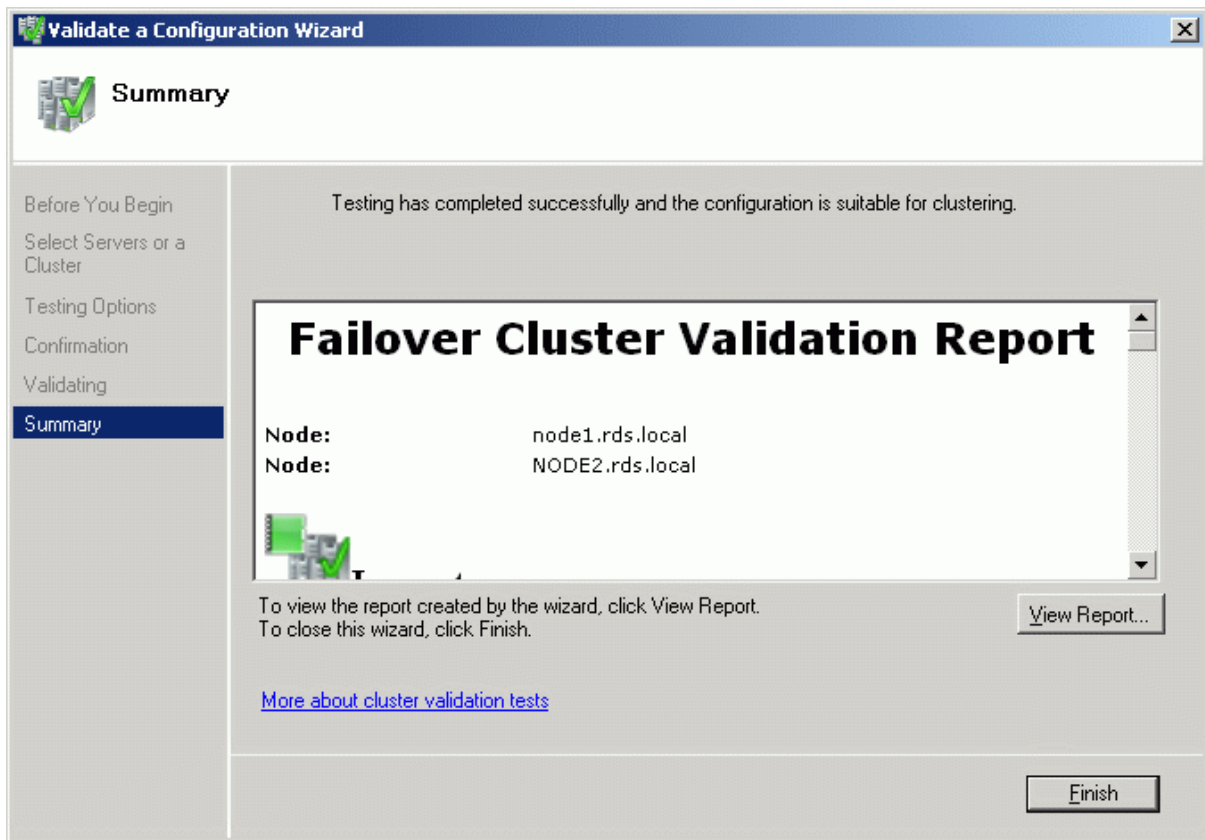 Validate a Configuration Wizard
Summary
Before You Begin
Select Servers or a
Cluster
Testing Options
Confirmation
Validating
Summary
Testing has completed successfully and the configuration is suitable for clustering.
Failover Cluster Validation Report
Node: node1.rds.local
Node: NODE2.rds.local
To view the report created by the wizard, click View Report.
To close this wizard, click Finish.
View Report...
More about cluster validation tests
Finish